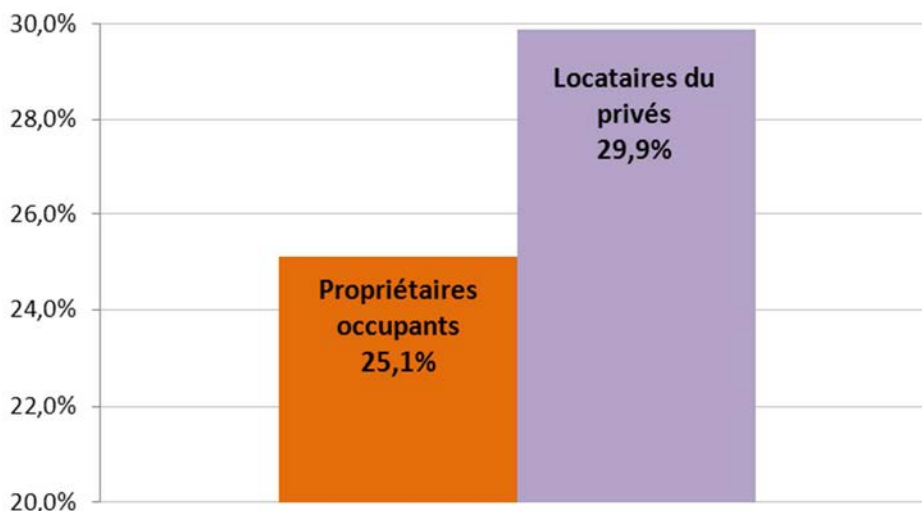 30,0%
28,0%
26,0%
24,0%
22,0%
20,0%
Locataires du
privés
29,9%
Propriétaires
occupants
25,1%